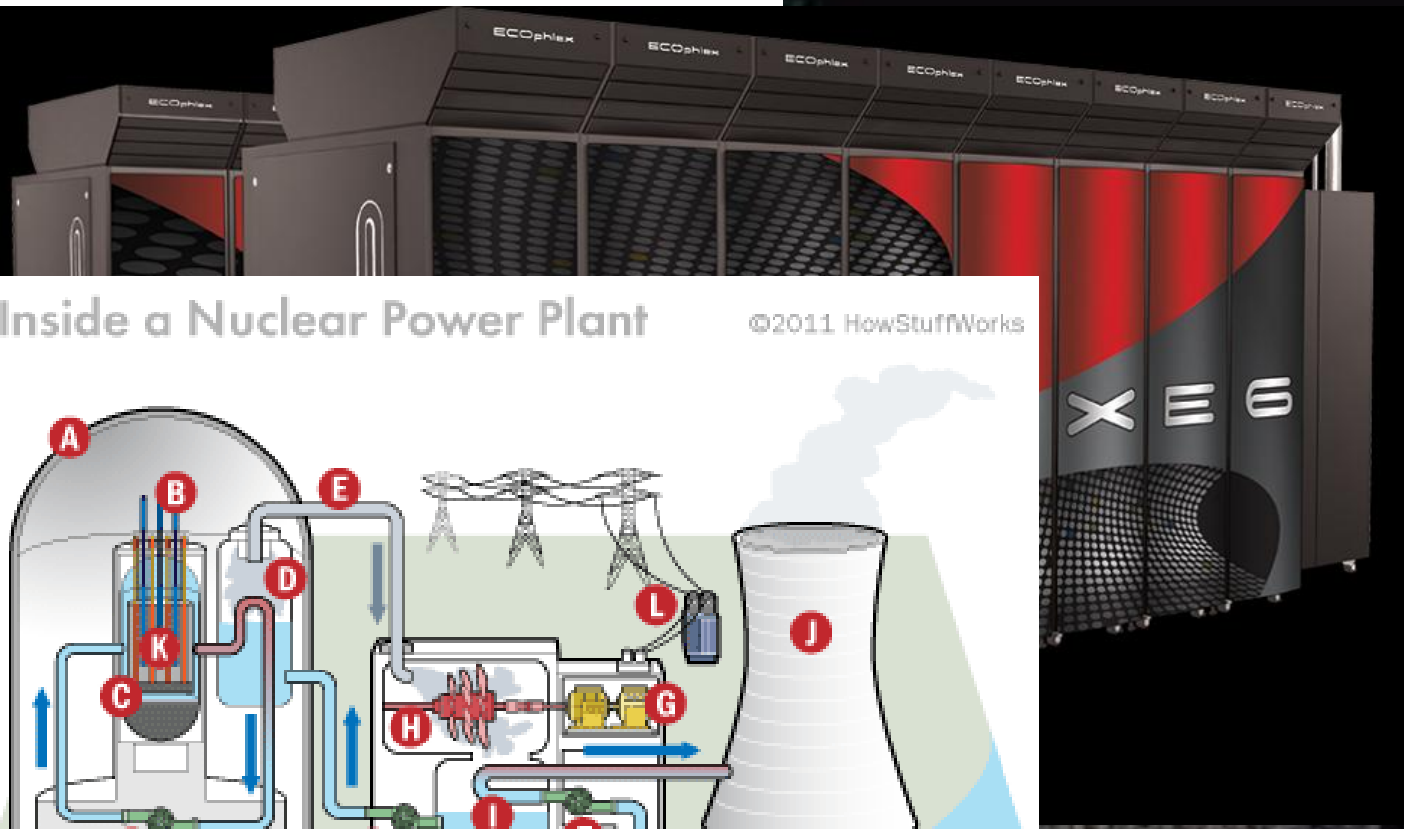 ECOphlex
ECOphlex
ECOphlex
ECOphlex
ECOphlex
ECOphlex
ECOphlex
ECOphlex
ECOphlex
Inside a Nuclear Power Plant
©2011 HowStuffWorks
XE6
A
B
E
D
L
J
K
C
G
H
I